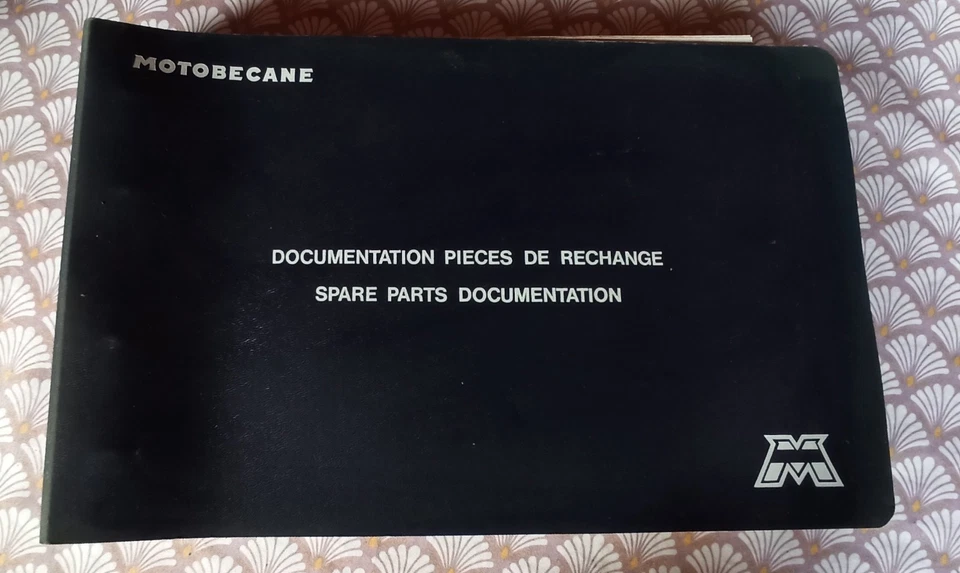 MOTOBECANE
DOCUMENTATION PIECES DE RECHANGE
SPARE PARTS DOCUMENTATION
M